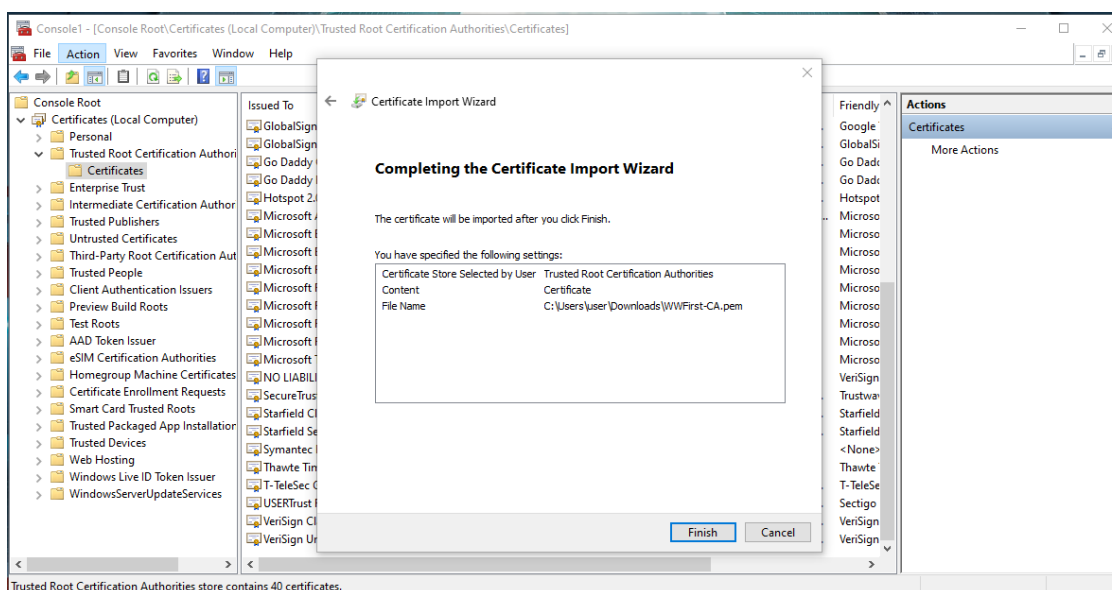 Console1 - [Console Root\Certificates (Local Computer)\Trusted Root Certification Authorities\Certificates]
File Action View Favorites Window Help
Console Root
Certificates (Local Computer)
Personal
Trusted Root Certification Authori
Certificates
Enterprise Trust
Intermediate Certification Author
Trusted Publishers
Untrusted Certificates
Third-Party Root Certification Aut
Trusted People
Client Authentication Issuers
Preview Build Roots
Test Roots
AAD Token Issuer
eSIM Certification Authorities
Homegroup Machine Certificates
Certificate Enrollment Requests
Smart Card Trusted Roots
Trusted Packaged App Installation
Trusted Devices
Web Hosting
Windows Live ID Token Issuer
WindowsServerUpdateServices
Issued To
GlobalSign
GlobalSign
Go Daddy
Go Daddy
Hotspot 2.
Microsoft
Microsoft
Microsoft
Microsoft
Microsoft
Microsoft
Microsoft
Microsoft
Microsoft
NO LIABILI
SecureTrus
Starfield Cl
Starfield Se
Symantec
Thawte Tin
T-TeleSec
USERTrust
VeriSign Cl
VeriSign Ur
Certificate Import Wizard
Completing the Certificate Import Wizard
The certificate will be imported after you click Finish.
You have specified the following settings:
Certificate Store Selected by User Trusted Root Certification Authorities
Content Certificate
File Name C:\Users\user\Downloads\WWFirst-CA.pem
Finish Cancel
Friendly
Google
GlobalSi
Go Dadd
Go Dadd
Hotspot
Microso
Microso
Microso
Microso
Microso
Microso
Microso
Microso
Microso
VeriSign
Trustwav
Starfield
Starfield
<None>
Thawte
T-TeleSe
Sectigo
VeriSign
VeriSign
Actions
Certificates
More Actions
Trusted Root Certification Authorities store contains 40 certificates.